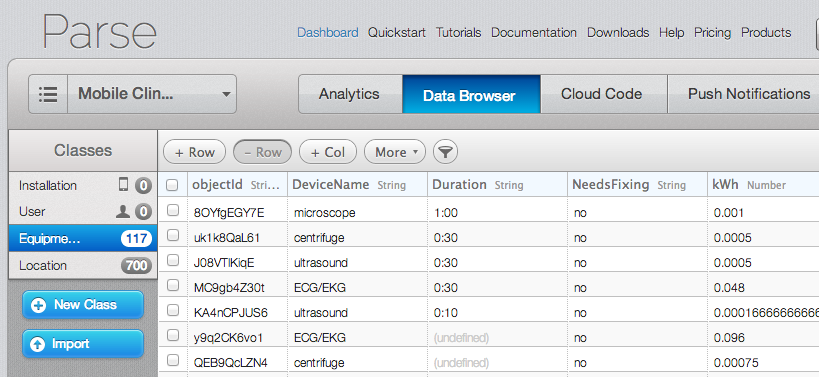 Parse
Dashboard Quickstart Tutorials Documentation Downloads Help Pricing Products
Mobile Clin... Analytics Data Browser Cloud Code Push Notifications
Classes + Row − Row + Col More
objectId Stri... DeviceName String Duration String NeedsFixing String kWh Number
Installation 0
8OYfgEGY7E microscope 1:00 no 0.001
User 0
uk1k8QaL61 centrifuge 0:30 no 0.0005
Equipme... 117
J08VTlKiqE ultrasound 0:30 no 0.0005
Location 700
MC9gb4Z30t ECG/EKG 0:30 no 0.048
New Class
KA4nCPJUS6 ultrasound 0:10 no 0.00016666666666
Import
y9q2CK6vo1 ECG/EKG (undefined) no 0.096
QEB9QcLZN4 centrifuge (undefined) no 0.00075